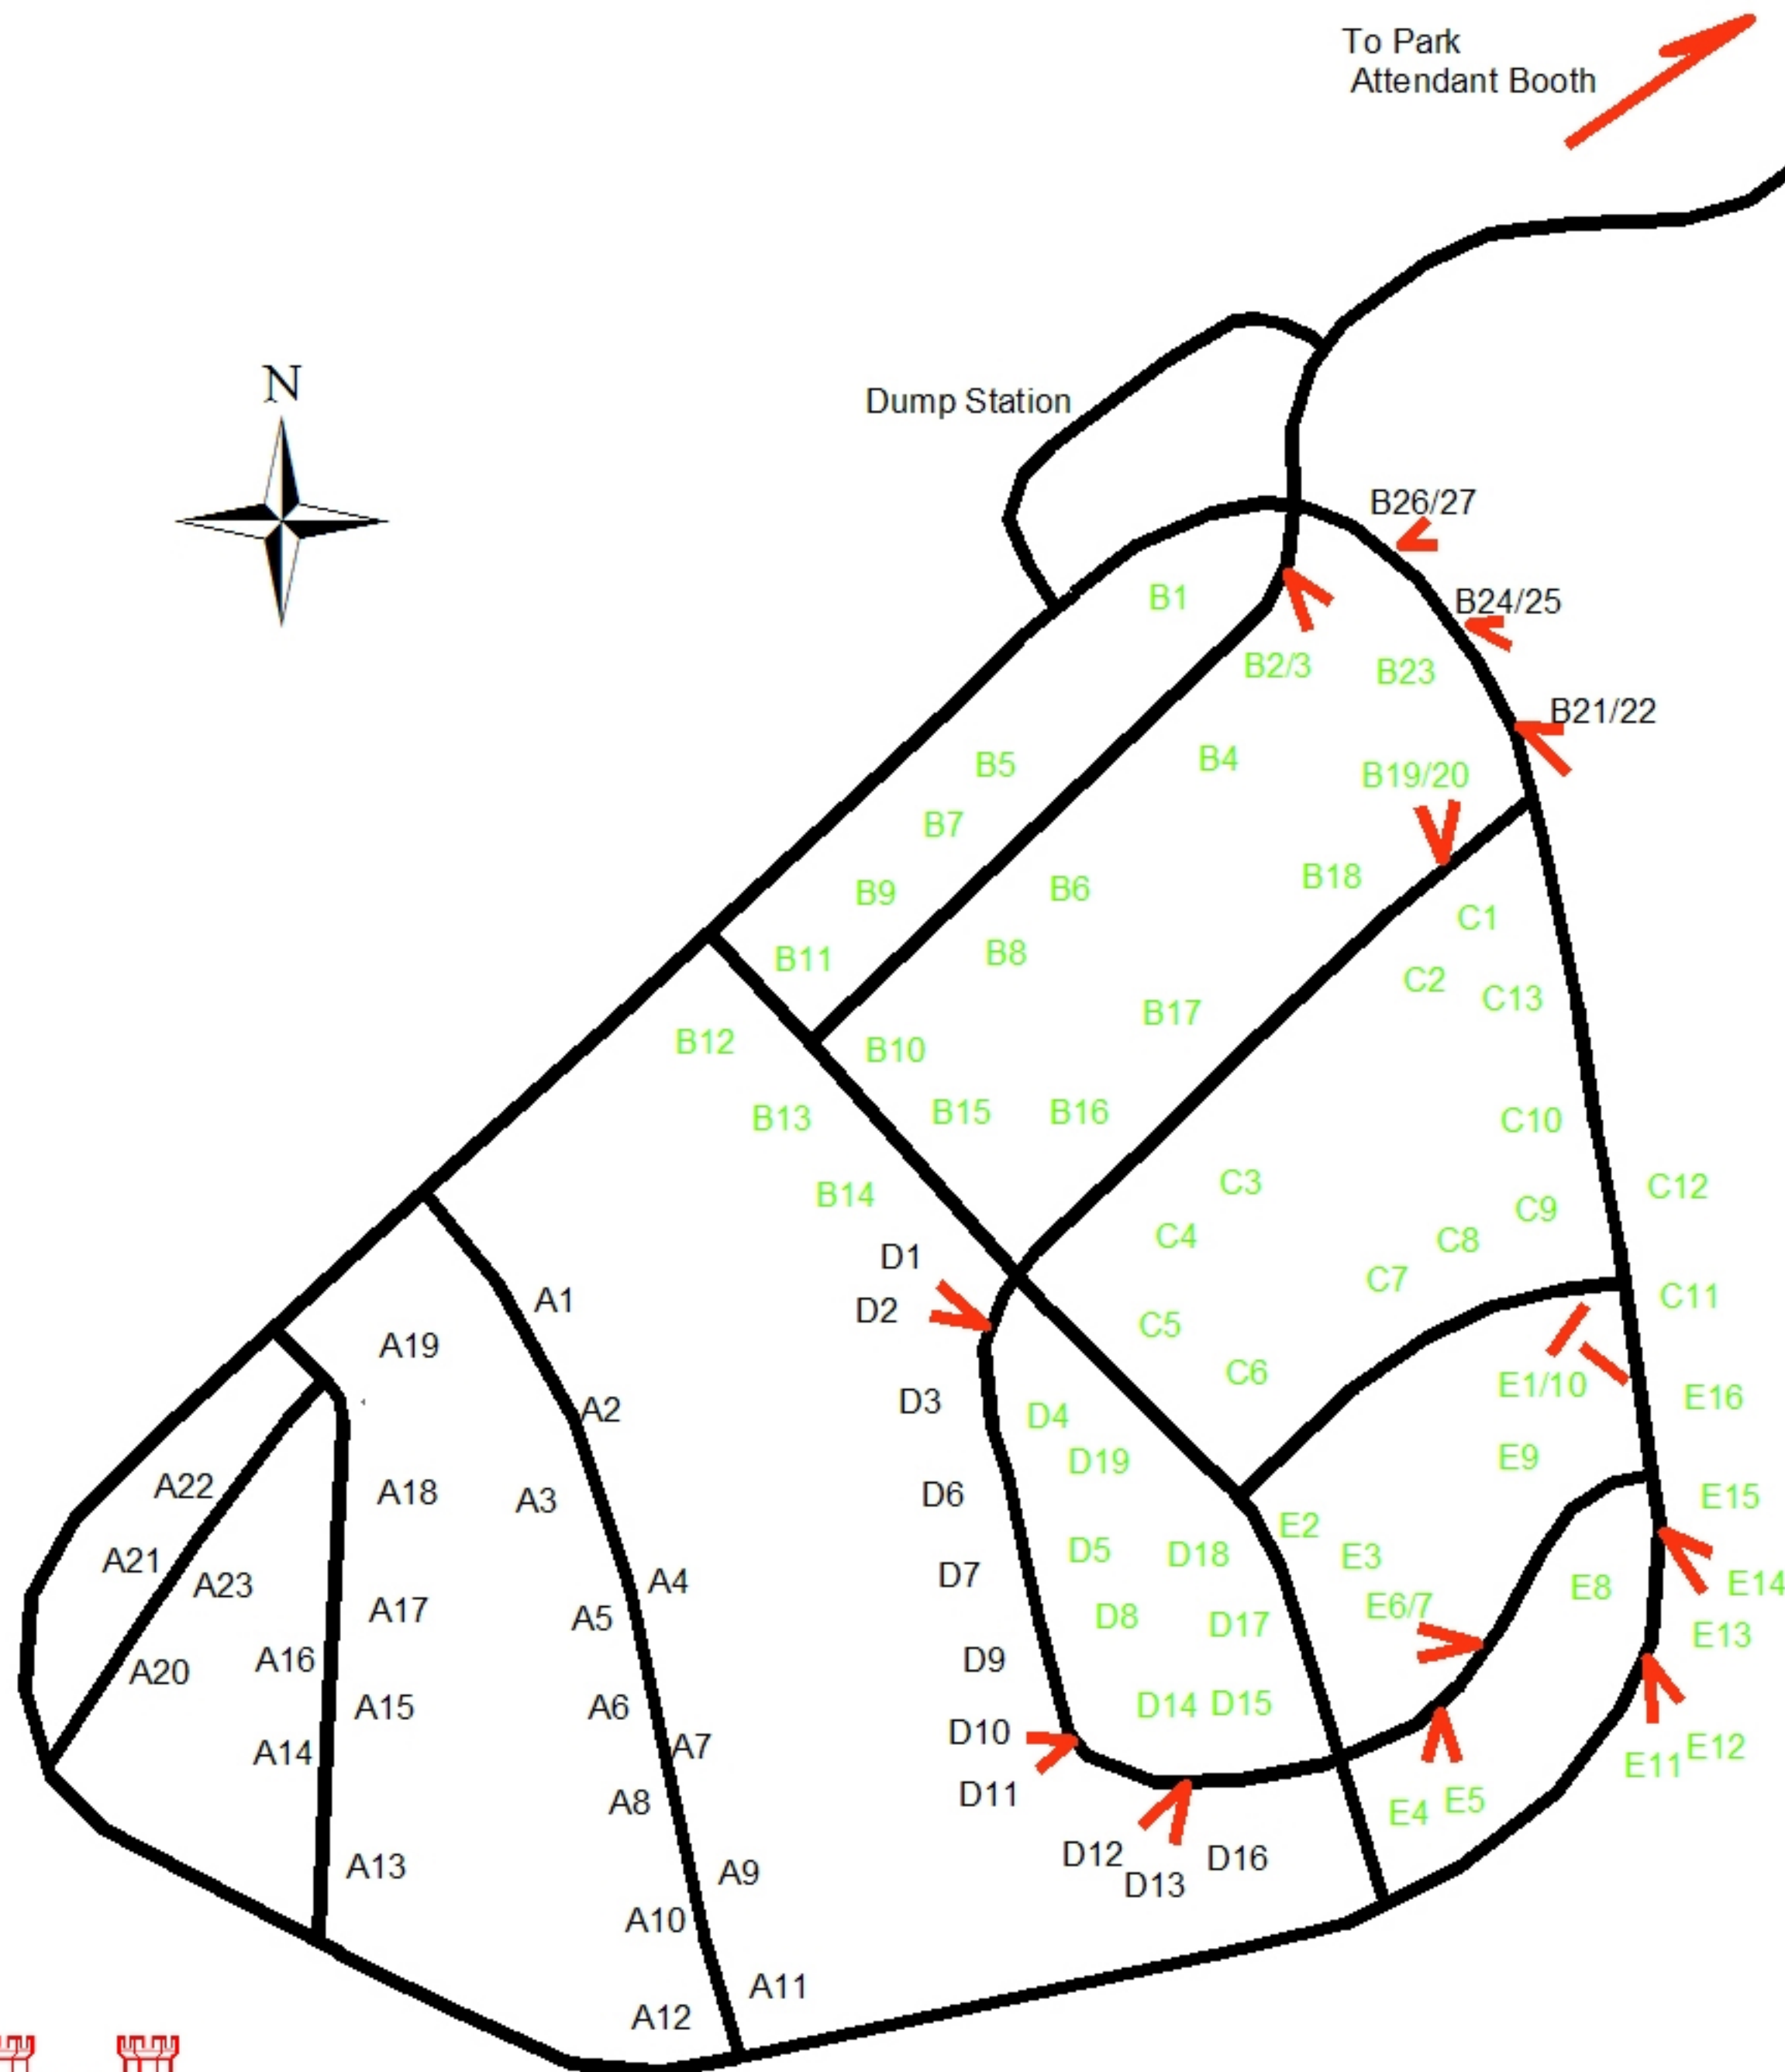 To Park
Attendant Booth
N
Dump Station
B26/27
B1
B24/25
B2/3
B23
B21/22
B5
B4
B19/20
B7
B9
B6
B18
C1
B11
B8
C2
C13
B17
B12
B10
B13
B15
B16
C10
C3
C12
B14
C9
C4
C8
D1
C7
C11
A1
D2
C5
A19
C6
E1/10
E16
D3
A2
D4
D19
E9
A22
A18
A3
D6
E15
E2
D5
D18
E3
A21
A23
A4
D7
E8
E14
A17
A5
D8
D17
E6/7
E13
A16
D9
A20
A15
A6
D14
D15
D10
A7
A14
E12
E11
D11
A8
E4
E5
A13
A9
D12
D16
D13
A10
A11
A12